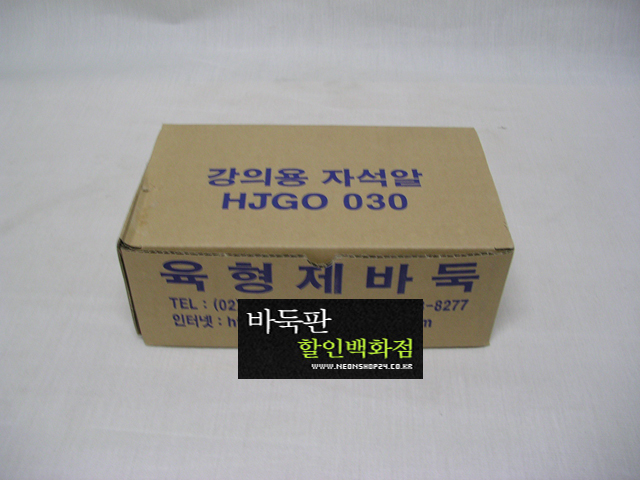 강의용 자석알
HJGO 030
육형제바둑
TEL : (02 -8277
인터넷 : h m
바둑판
할인백화점
WWW.NEONSHOP24.CO.KR